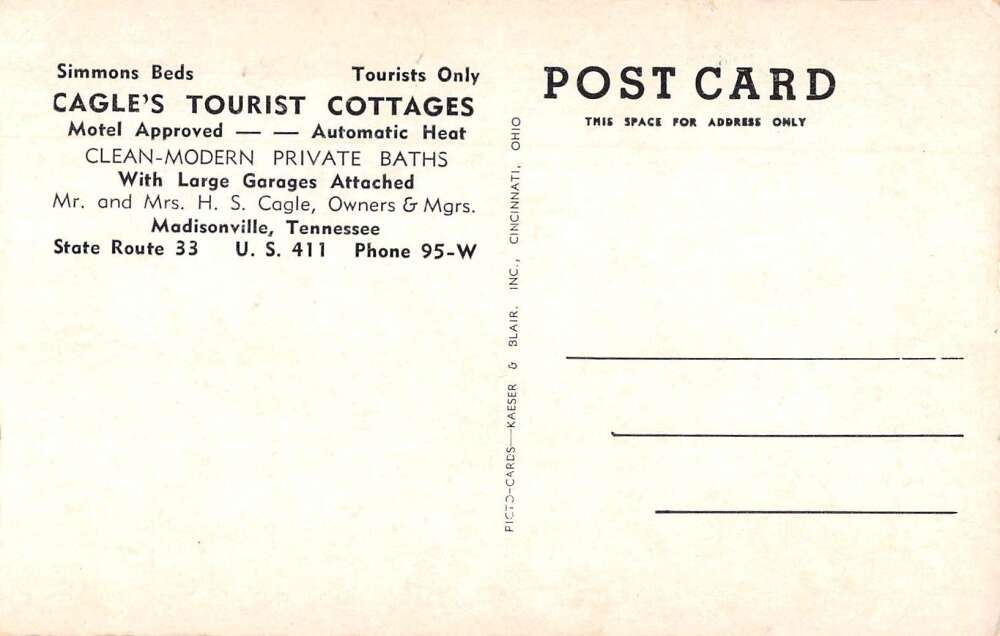 Simmons Beds Tourists Only
CAGLE'S TOURIST COTTAGES
Motel Approved — — Automatic Heat
CLEAN-MODERN PRIVATE BATHS
With Large Garages Attached
Mr. and Mrs. H. S. Cagle, Owners & Mgrs.
Madisonville, Tennessee
State Route 33 U. S. 411 Phone 95-W
PICTO-CARDS—KAESER & BLAIR, INC., CINCINNATI, OHIO
POST CARD
THIS SPACE FOR ADDRESS ONLY